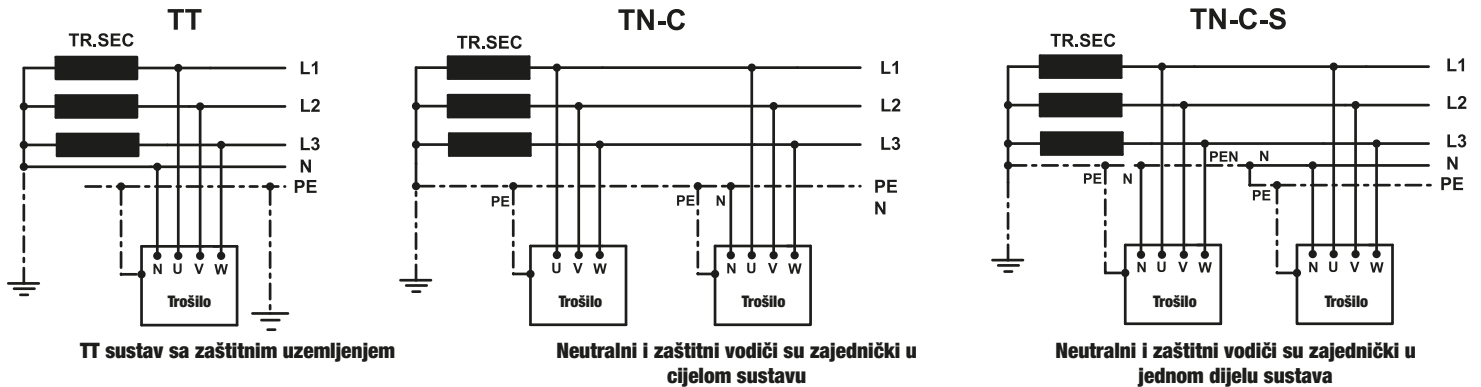 TT
TR.SEC
L1
L2
L3
N
PE
N U V W
Trošilo
TT sustav sa zaštitnim uzemljenjem
TN-C
TR.SEC
L1
L2
L3
PE
N
PE
PE N
U V W
Trošilo
N U V W
Trošilo
Neutralni i zaštitni vodiči su zajednički u
cijelom sustavu
TN-C-S
TR.SEC
L1
L2
L3
PEN N
N
PE N
PE
PE
N U V W
Trošilo
N U V W
Trošilo
Neutralni i zaštitni vodiči su zajednički u
jednom dijelu sustava